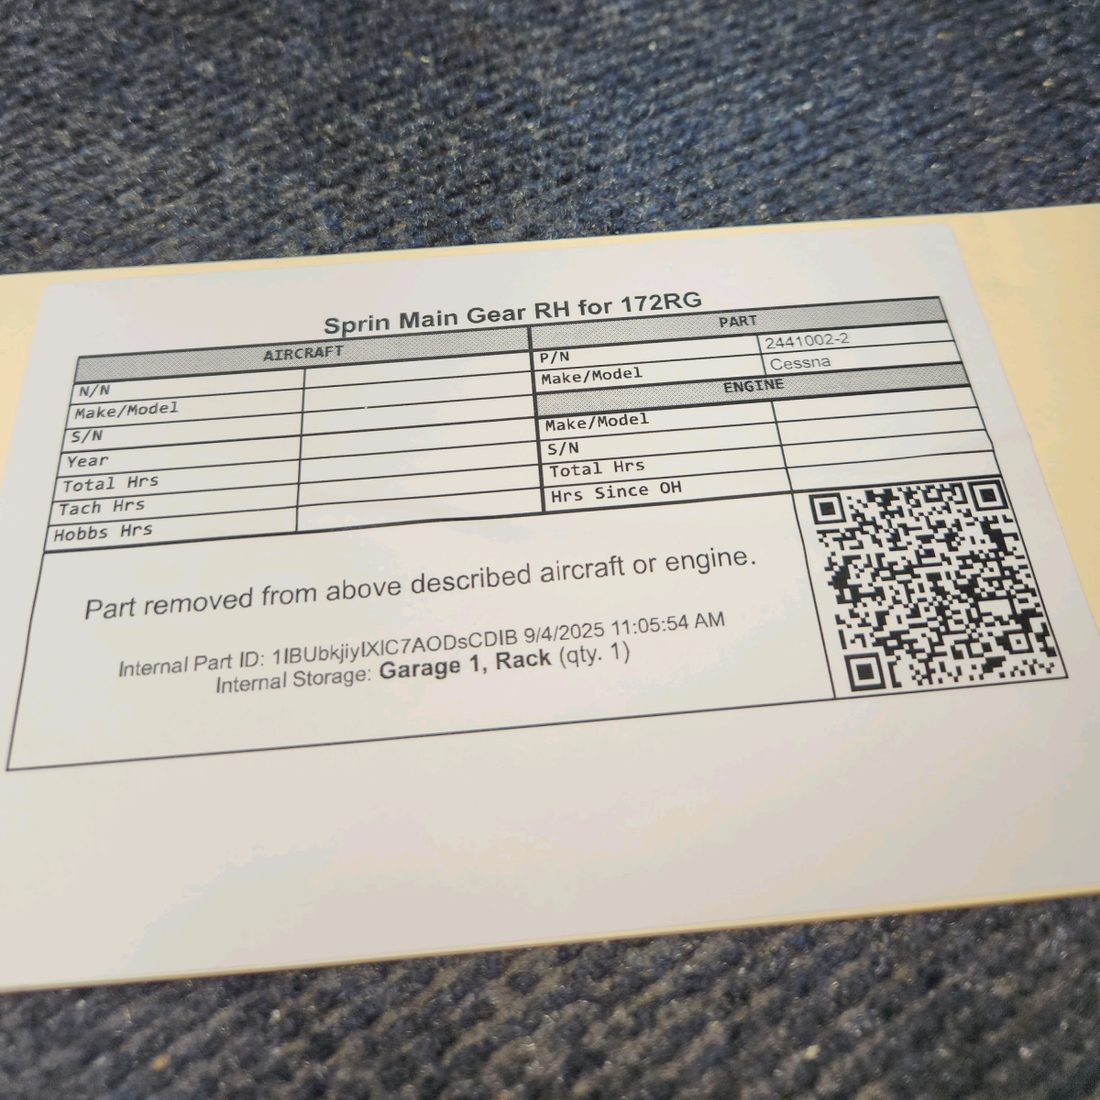 Sprin Main Gear RH for 172RG
AIRCRAFT
N/N
Make/Model
S/N
Year
Total Hrs
Tach Hrs
Hobbs Hrs
PART
P/N 2441002-2
Make/Model Cessna
ENGINE
Make/Model
S/N
Total Hrs
Hrs Since OH
Part removed from above described aircraft or engine.
Internal Part ID: 1IBUbkjiyIXIC7AODsCDIB 9/4/2025 11:05:54 AM
Internal Storage: Garage 1, Rack (qty. 1)